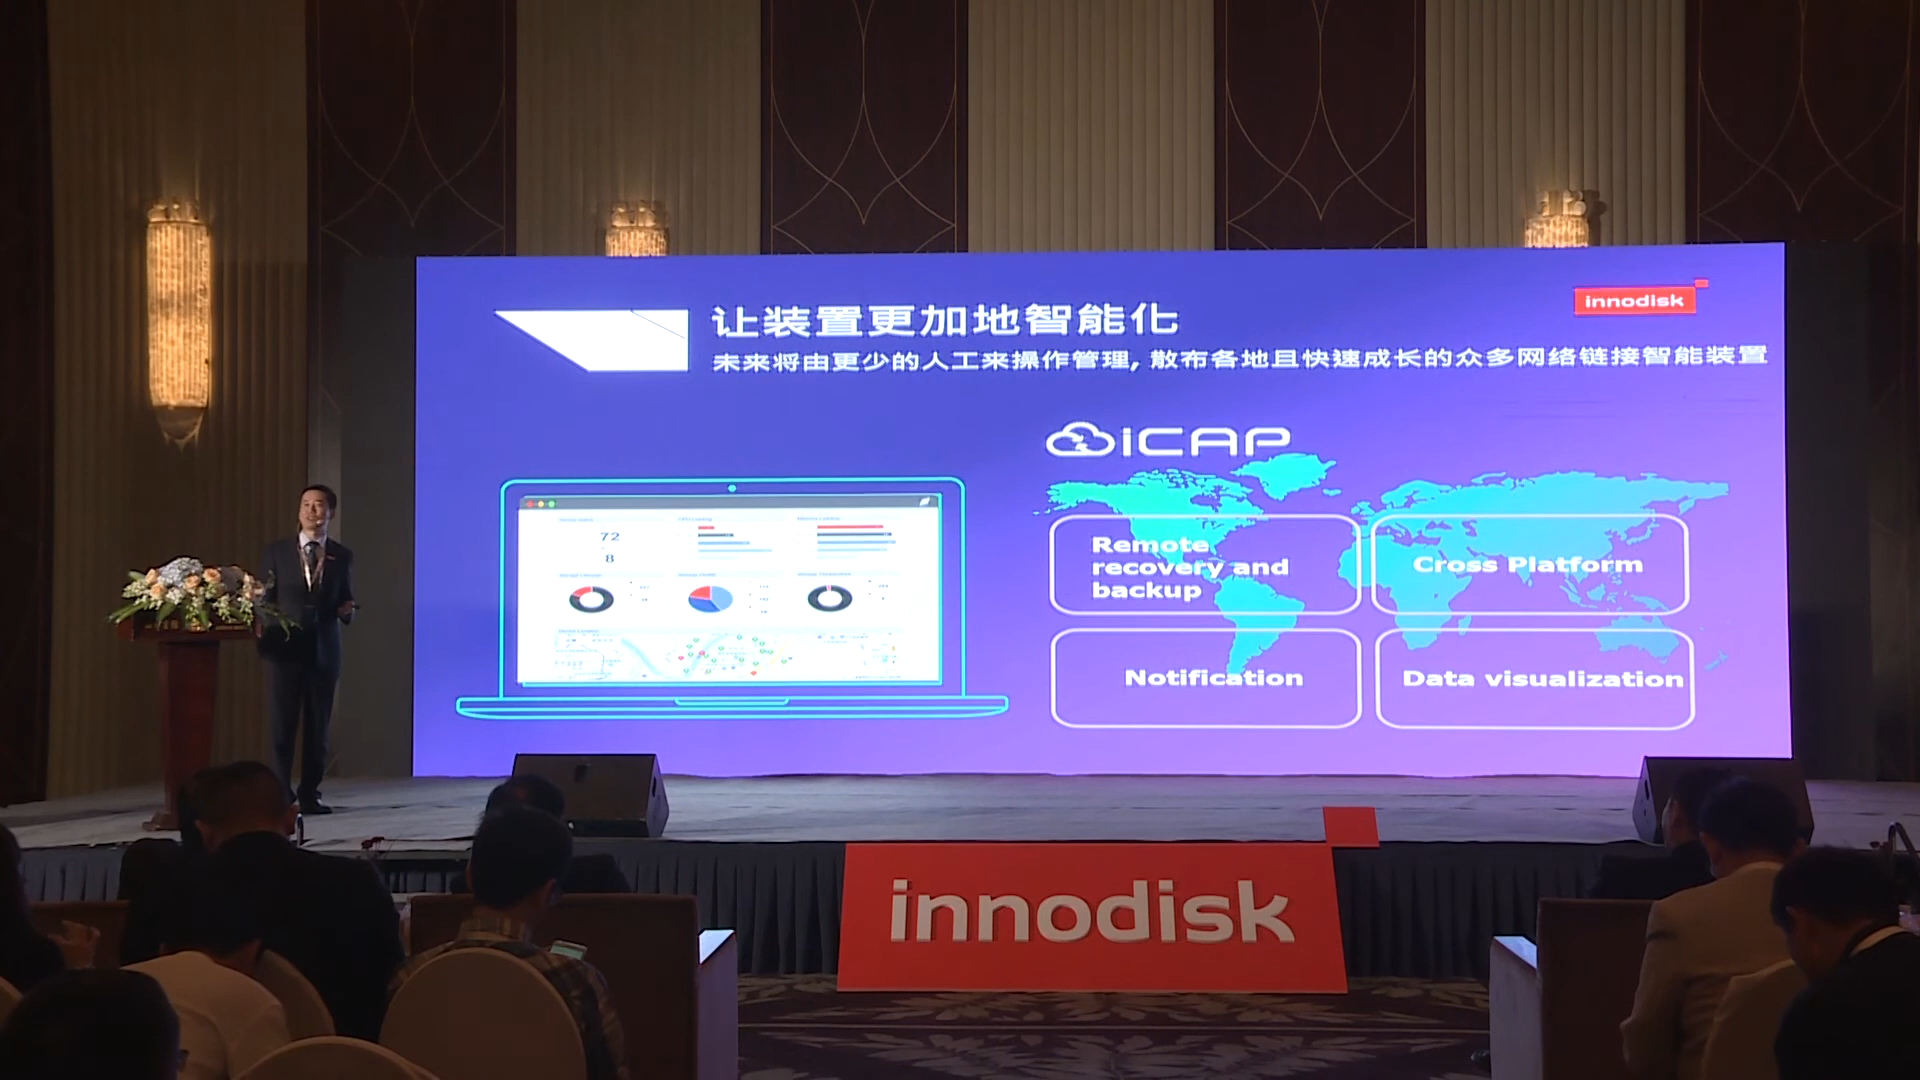 innodisk
让装置更加地智能化
未来将由更少的人工来操作管理, 散布各地且快速成长的众多网络链接智能装置
iCAP
72
8
Remote
recovery and
backup
Cross Platform
Notification
Data visualization
innodisk